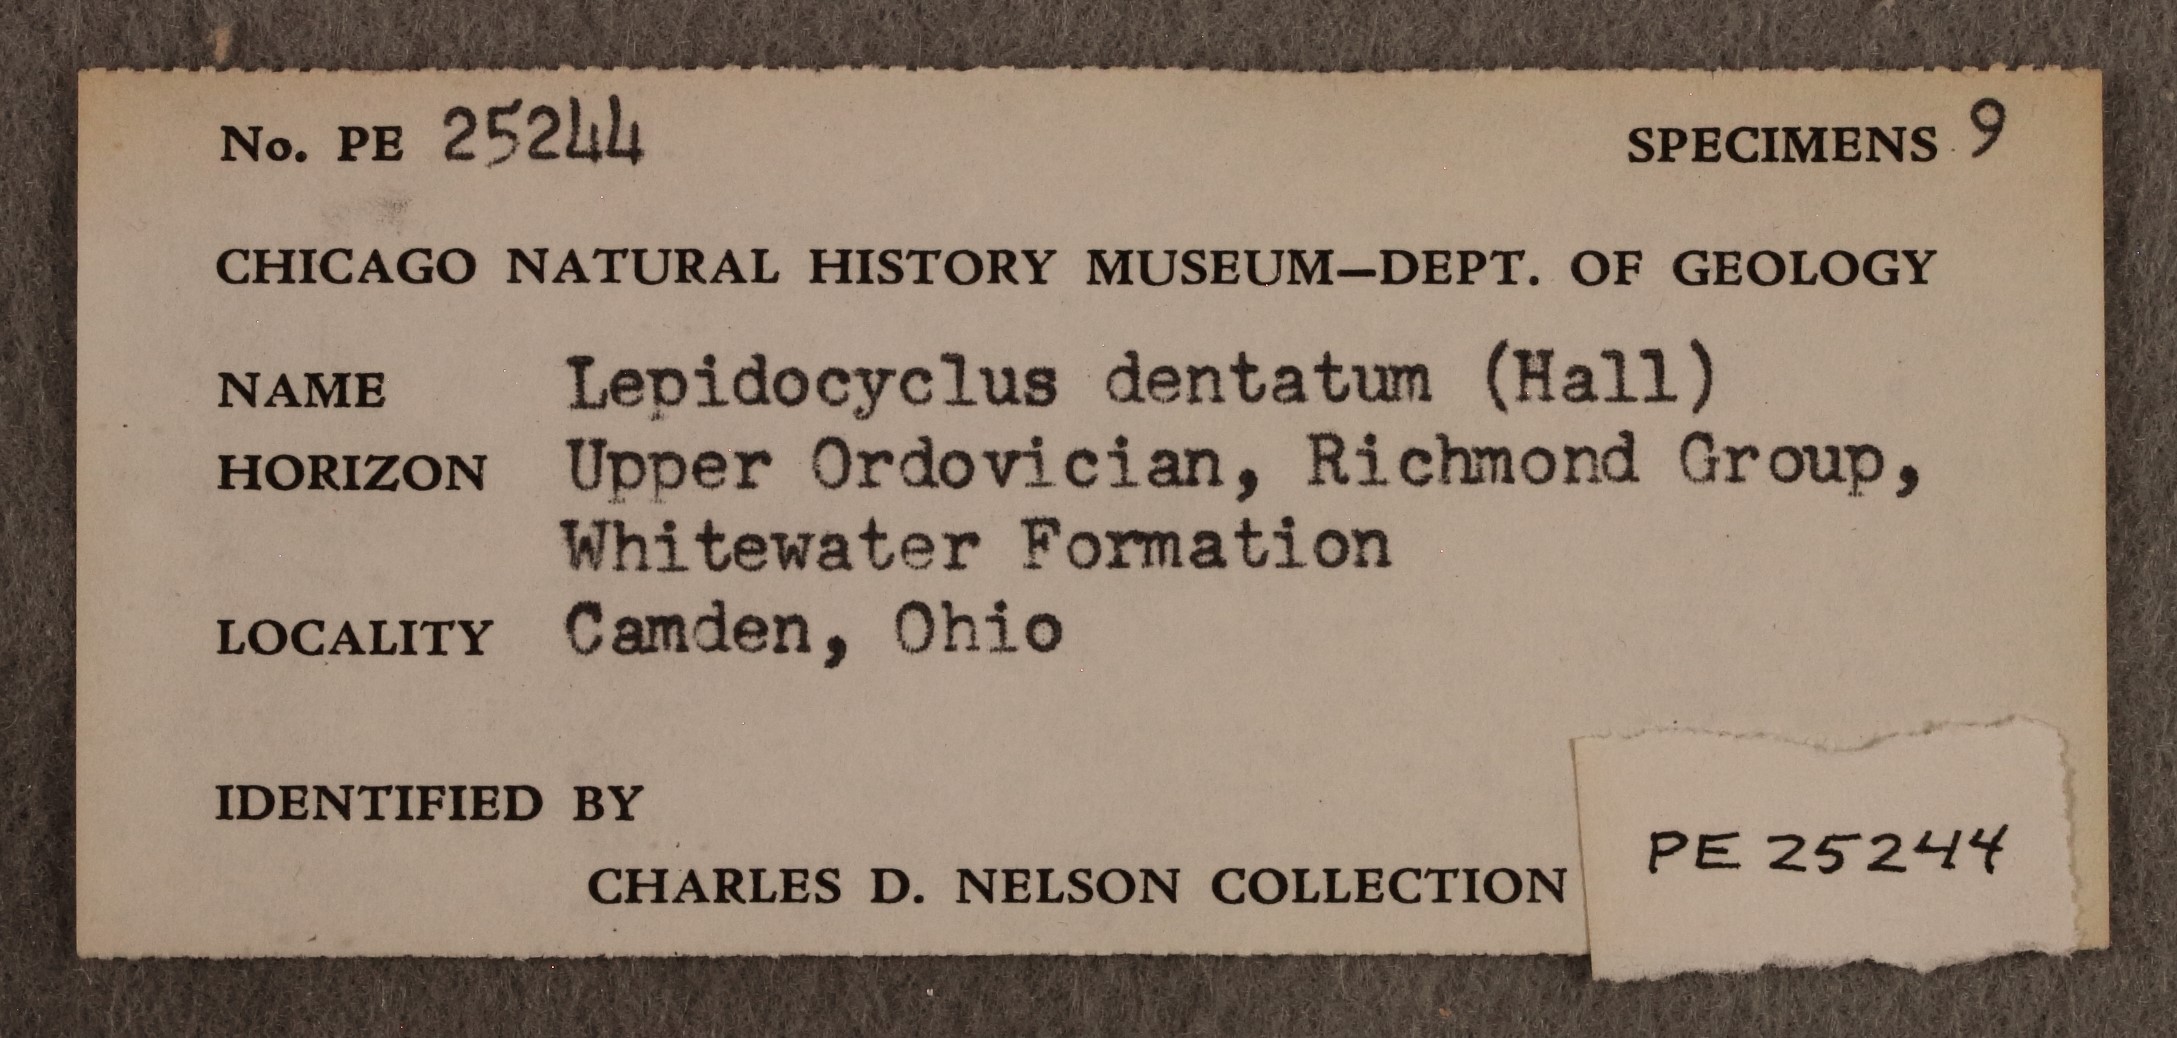 No. PE 25244 SPECIMENS 9
CHICAGO NATURAL HISTORY MUSEUM—DEPT. OF GEOLOGY
NAME Lepidocyclus dentatum (Hall)
HORIZON Upper Ordovician, Richmond Group,
Whitewater Formation
LOCALITY Camden, Ohio
IDENTIFIED BY
CHARLES D. NELSON COLLECTION
PE 25244